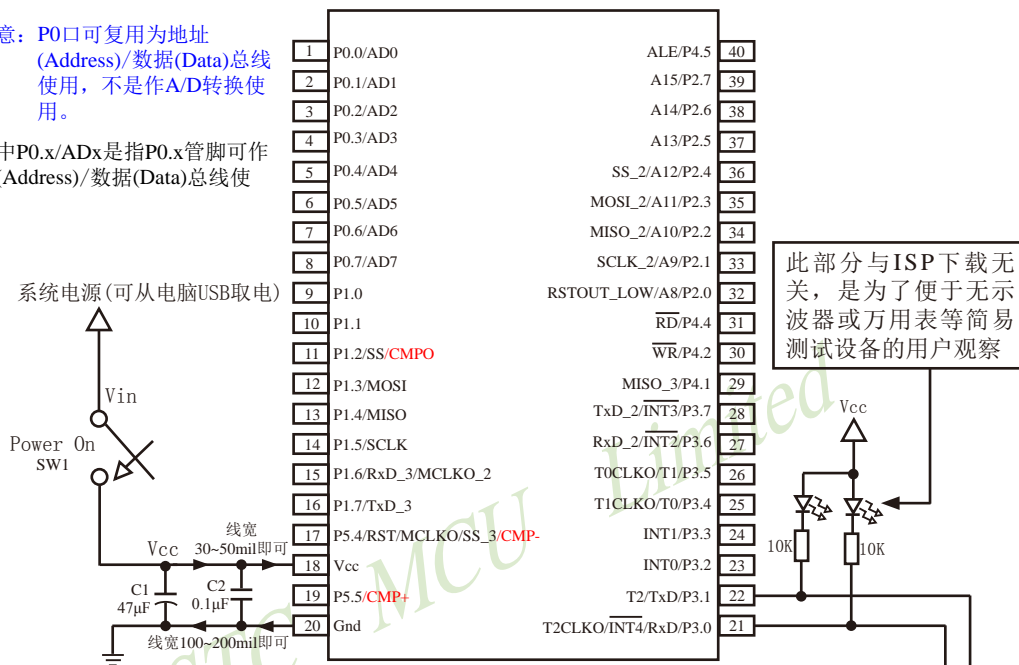 意：P0口可复用为地址
(Address)/数据(Data)总线
使用，不是作A/D转换使
用。
中P0.x/ADx是指P0.x管脚可作
(Address)/数据(Data)总线使
系统电源(可从电脑USB取电)
Vin
Power On
SW1
Vcc
线宽
30~50mil即可
C1
47μF
C2
0.1μF
线宽100~200mil即可
1 P0.0/AD0
2 P0.1/AD1
3 P0.2/AD2
4 P0.3/AD3
5 P0.4/AD4
6 P0.5/AD5
7 P0.6/AD6
8 P0.7/AD7
9 P1.0
10 P1.1
11 P1.2/SS/CMPO
12 P1.3/MOSI
13 P1.4/MISO
14 P1.5/SCLK
15 P1.6/RxD_3/MCLKO_2
16 P1.7/TxD_3
17 P5.4/RST/MCLKO/SS_3/CMP-
18 Vcc
19 P5.5/CMP+
20 Gnd
ALE/P4.5 40
A15/P2.7 39
A14/P2.6 38
A13/P2.5 37
SS_2/A12/P2.4 36
MOSI_2/A11/P2.3 35
MISO_2/A10/P2.2 34
SCLK_2/A9/P2.1 33
RSTOUT_LOW/A8/P2.0 32
RD/P4.4 31
WR/P4.2 30
MISO_3/P4.1 29
TxD_2/INT3/P3.7 28
RxD_2/INT2/P3.6 27
T0CLKO/T1/P3.5 26
T1CLKO/T0/P3.4 25
INT1/P3.3 24
INT0/P3.2 23
T2/TxD/P3.1 22
T2CLKO/INT4/RxD/P3.0 21
此部分与ISP下载无
关，是为了便于无示
波器或万用表等简易
测试设备的用户观察
Vcc
10K
10K
STC MCU Limited